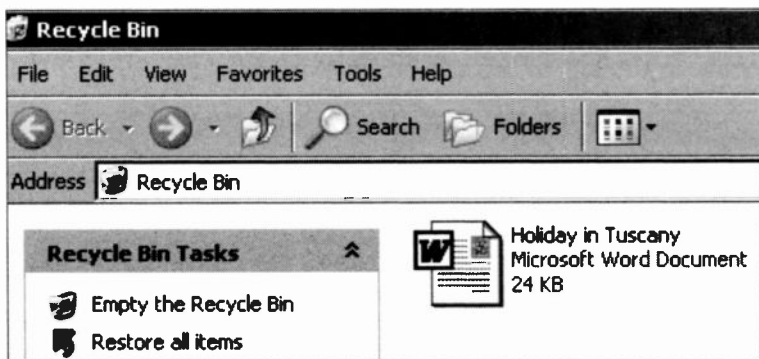 Recycle Bin
File Edit View Favorites Tools Help
Back Search Folders
Address Recycle Bin
Recycle Bin Tasks
Empty the Recycle Bin
Restore all items
Holiday in Tuscany
Microsoft Word Document
24 KB
W